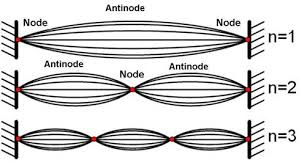 Antinode
Node Node
n=1
Antinode Node Antinode
n=2
n=3